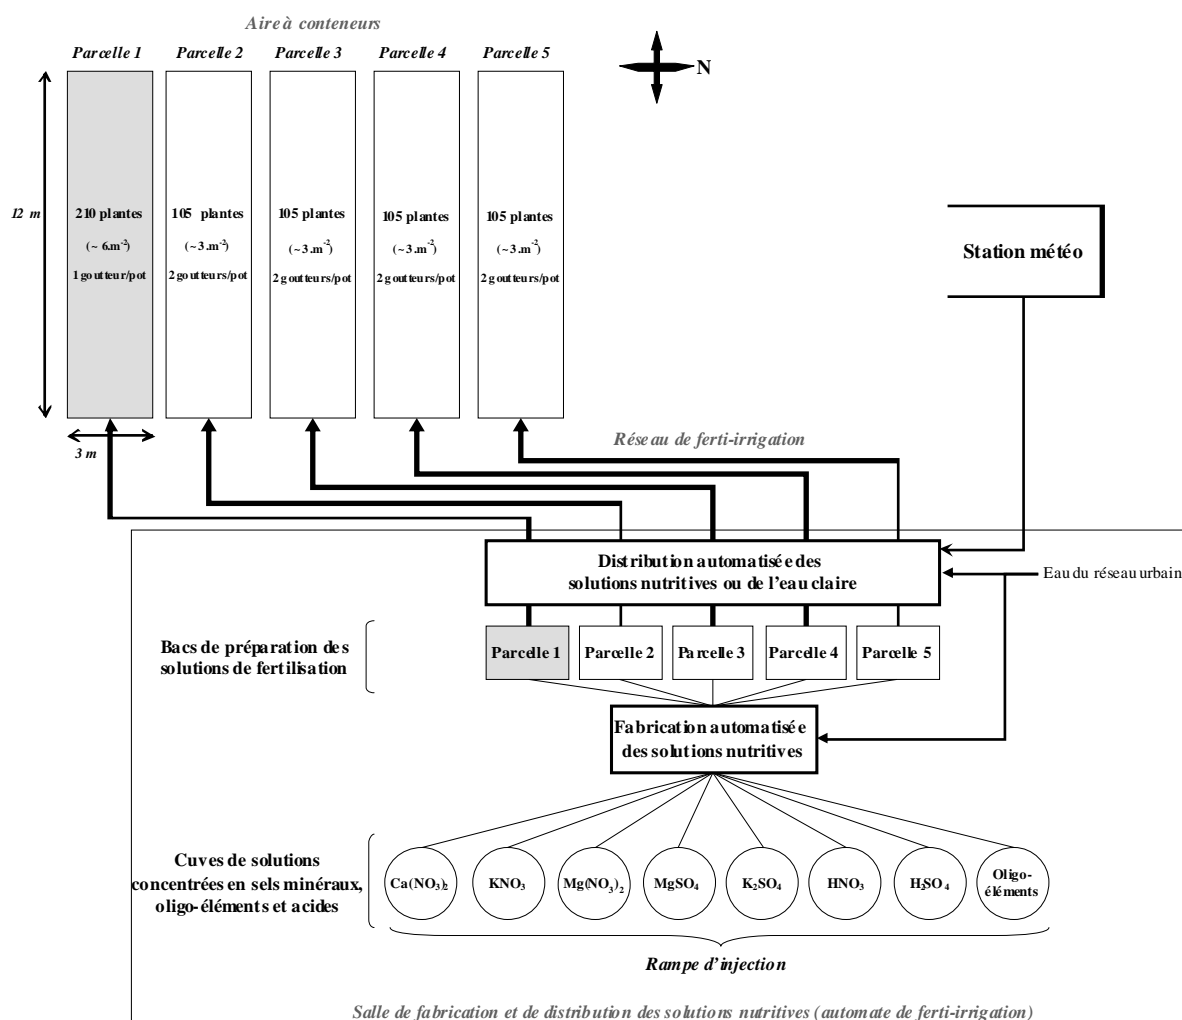 Aire à conteneurs
Parcelle 1 Parcelle 2 Parcelle 3 Parcelle 4 Parcelle 5
N
12 m
210 plantes 105 plantes 105 plantes 105 plantes 105 plantes
(~ 6.m⁻²) (~3.m⁻²) (~3.m⁻²) (~3.m⁻²) (~3.m⁻²)
1 goutteur/pot 2 goutteurs/pot 2 goutteurs/pot 2 goutteurs/pot 2 goutteurs/pot
Station météo
3 m
Réseau de ferti-irrigation
Distribution automatisée des
solutions nutritives ou de l'eau claire
Eau du réseau urbain
Bacs de préparation des
solutions de fertilisation
Parcelle 1 Parcelle 2 Parcelle 3 Parcelle 4 Parcelle 5
Fabrication automatisée
des solutions nutritives
Cuves de solutions
concentrées en sels minéraux,
oligo-éléments et acides
Ca(NO₃)₂ KNO₃ Mg(NO₃)₂ MgSO₄ K₂SO₄ HNO₃ H₂SO₄ Oligo-
éléments
Rampe d'injection
Salle de fabrication et de distribution des solutions nutritives (automate de ferti-irrigation)